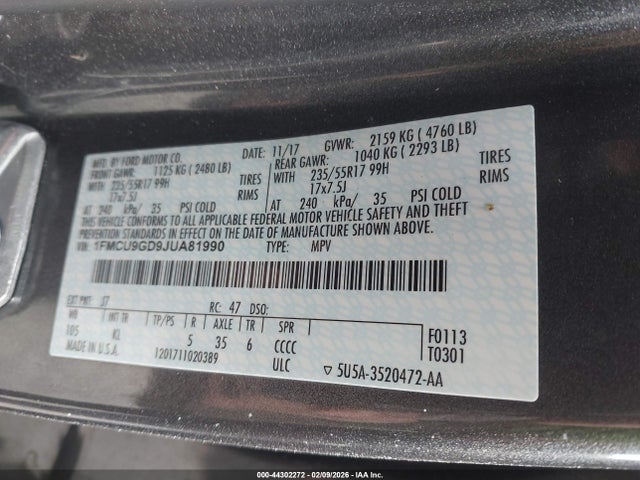 MFD. BY FORD MOTOR CO.
DATE: 11/17 GVWR: 2159 KG ( 4760 LB)
FRONT GAWR: 1125 KG ( 2480 LB)
REAR GAWR: 1040 KG ( 2293 LB)
WITH 235/55R17 99H TIRES
WITH 235/55R17 99H TIRES
17x7.5J RIMS
17x7.5J RIMS
AT 240 kPa/ 35 PSI COLD
AT 240 kPa/ 35 PSI COLD
THIS VEHICLE CONFORMS TO ALL APPLICABLE FEDERAL MOTOR VEHICLE SAFETY AND THEFT
PREVENTION STANDARDS IN EFFECT ON THE DATE OF MANUFACTURE SHOWN ABOVE.
VIN: 1FMCU9GD9JUA81990
TYPE: MPV
EXT PNT: J7 RC: 47 DSO:
WB INT TR TP/PS R AXLE TR SPR
105 KL 5 35 6 CCCC
F0113
T0301
MADE IN U.S.A. 1201711020389 ULC
▽ 5U5A-3520472-AA
000-44302272 - 02/09/2026 - IAAI, Inc.